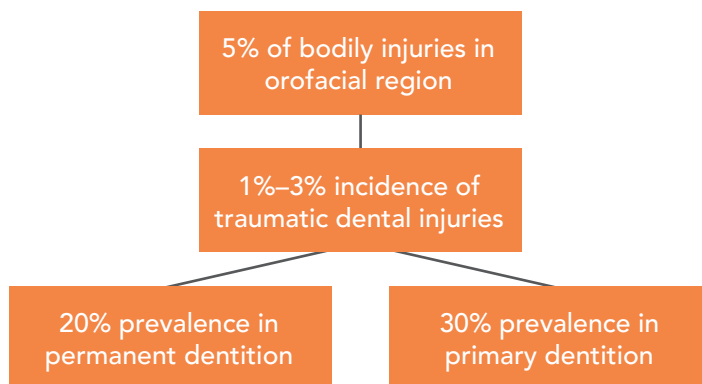 5% of bodily injuries in
orofacial region
1%–3% incidence of
traumatic dental injuries
20% prevalence in
permanent dentition
30% prevalence in
primary dentition